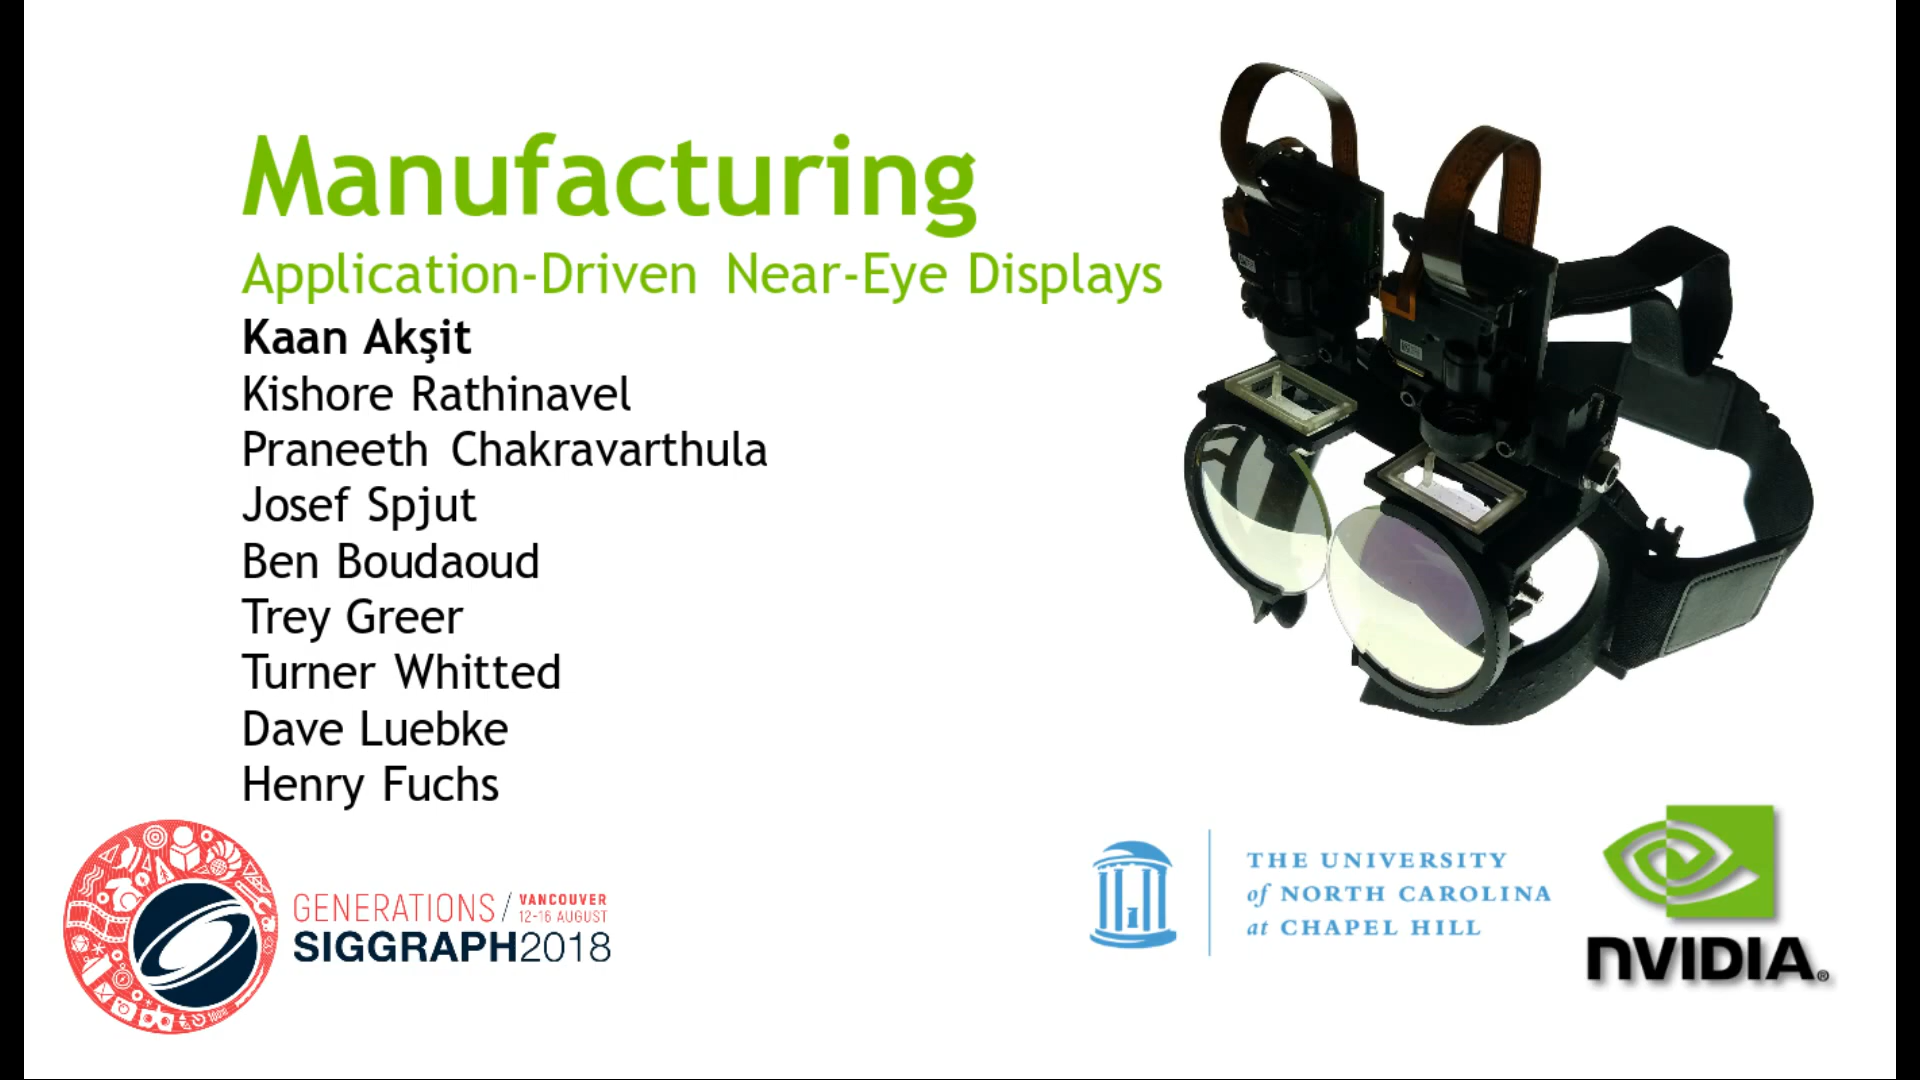 Manufacturing
Application-Driven Near-Eye Displays
Kaan Akşit
Kishore Rathinavel
Praneeth Chakravarthula
Josef Spjut
Ben Boudaoud
Trey Greer
Turner Whitted
Dave Luebke
Henry Fuchs
GENERATIONS / VANCOUVER
12-16 AUGUST
SIGGRAPH2018
THE UNIVERSITY
of NORTH CAROLINA
at CHAPEL HILL
NVIDIA®